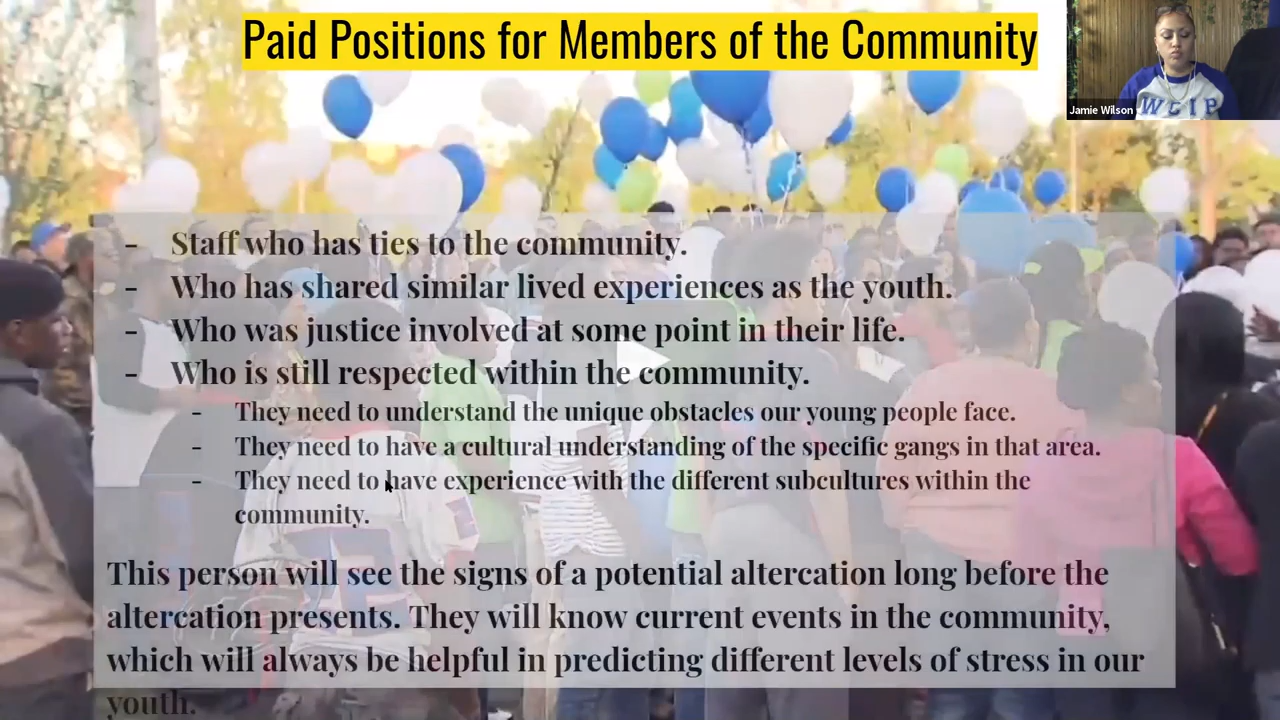 Paid Positions for Members of the Community
Jamie Wilson
WCIP
- Staff who has ties to the community.
- Who has shared similar lived experiences as the youth.
- Who was justice involved at some point in their life.
- Who is still respected within the community.
- They need to understand the unique obstacles our young people face.
- They need to have a cultural understanding of the specific gangs in that area.
- They need to have experience with the different subcultures within the
community.
This person will see the signs of a potential altercation long before the
altercation presents. They will know current events in the community,
which will always be helpful in predicting different levels of stress in our
youth.